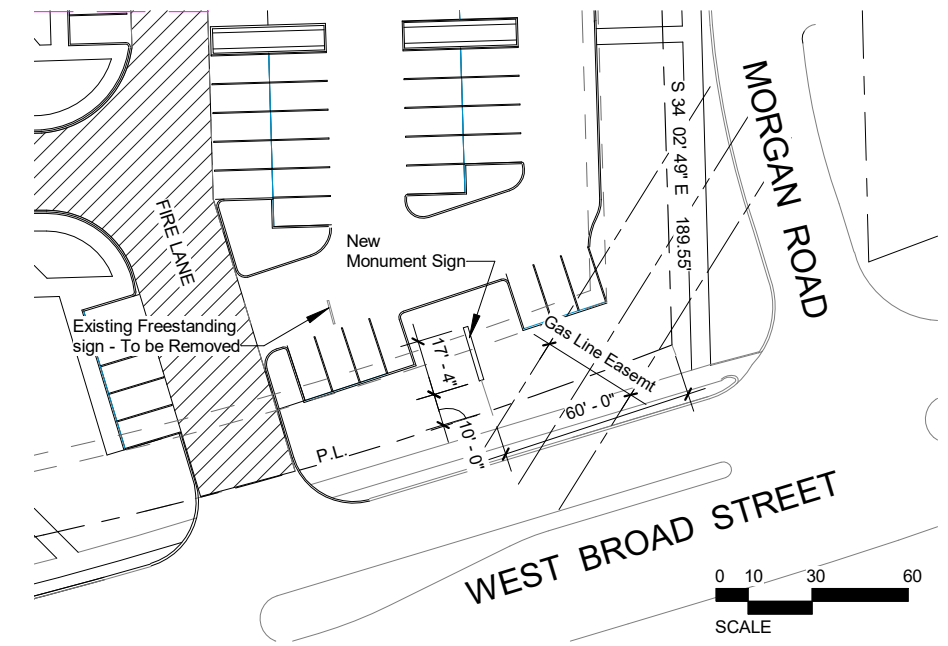 MORGAN ROAD
S 34 02' 49" E 189.55'
FIRE LANE
New
Monument Sign
Existing Freestanding
sign - To be Removed
Gas Line Easemt
17' - 4"
60' - 0"
10' - 0"
P.L.
WEST BROAD STREET
0 10 30 60
SCALE